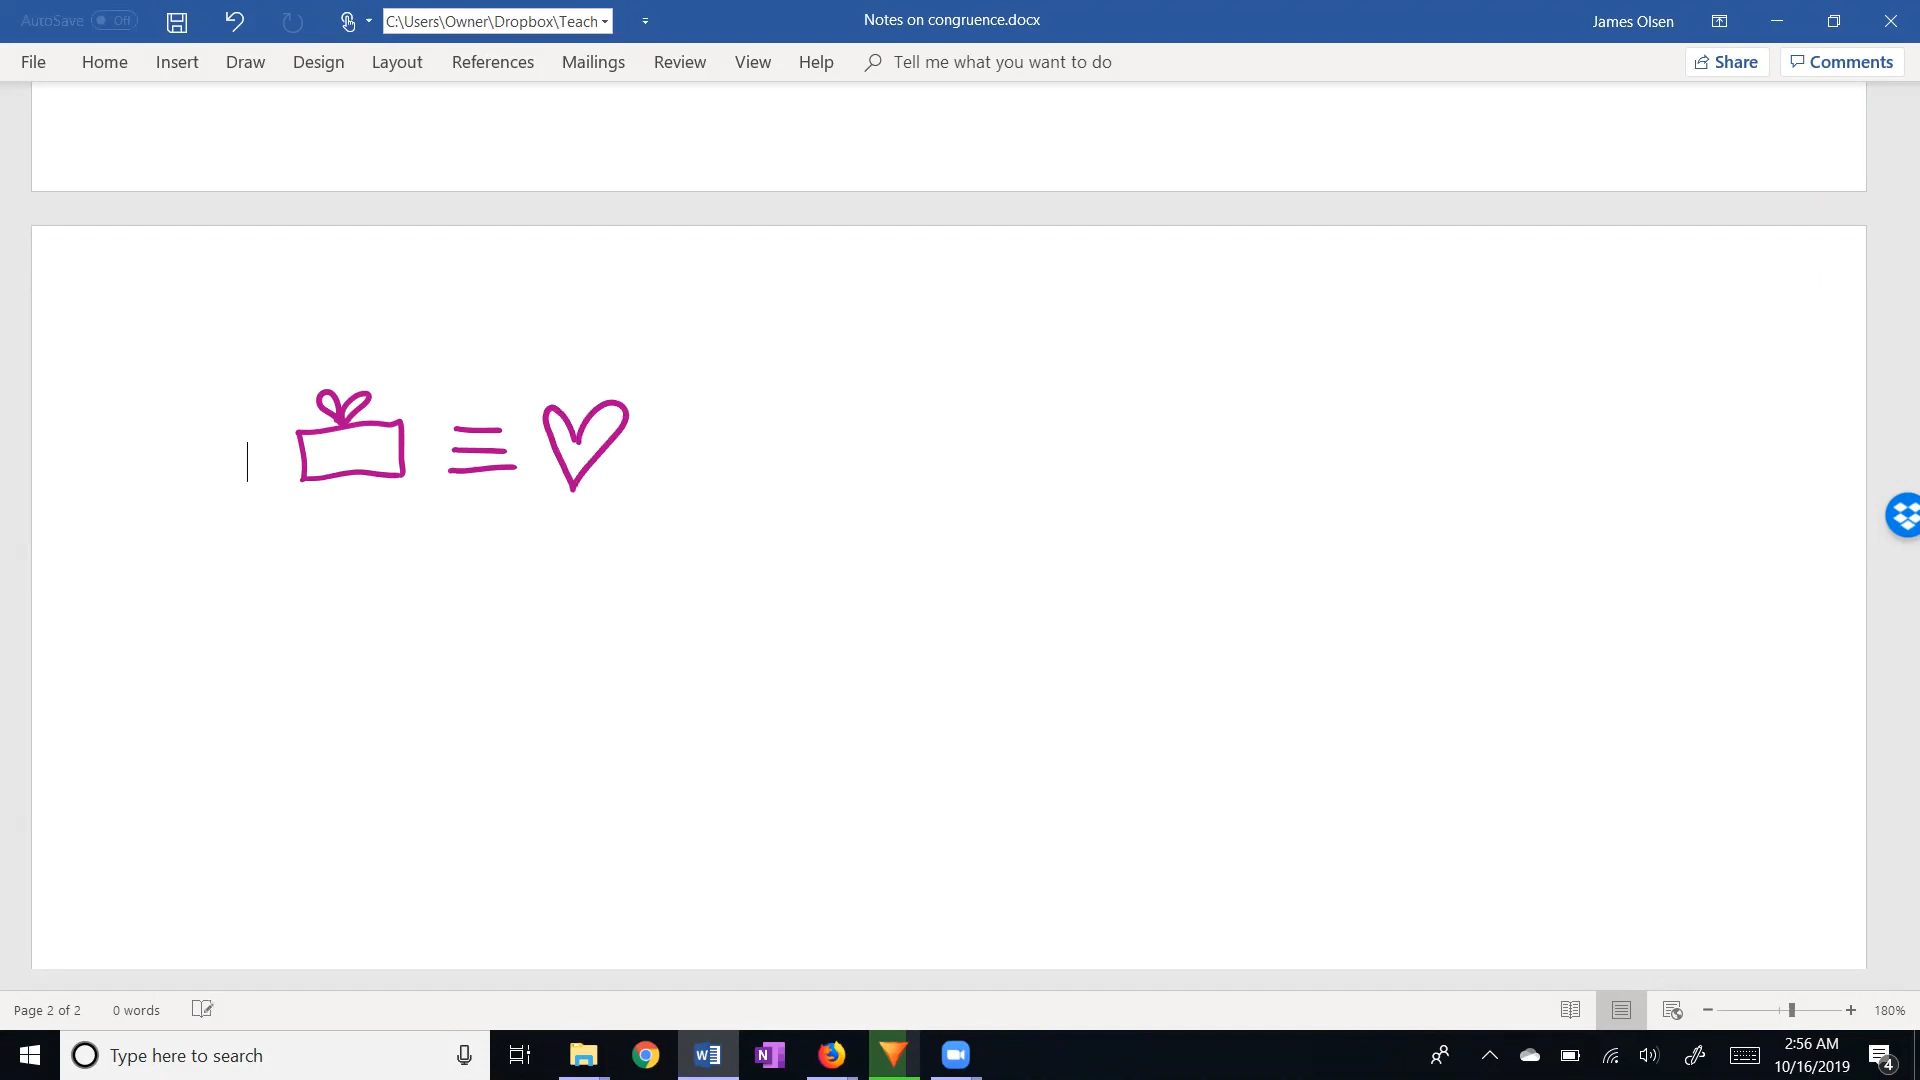 AutoSave Off C:\Users\Owner\Dropbox\Teach Notes on congruence.docx James Olsen
File Home Insert Draw Design Layout References Mailings Review View Help Tell me what you want to do Share Comments
≡
Page 2 of 2 0 words 180%
Type here to search W N 2:56 AM
10/16/2019 4